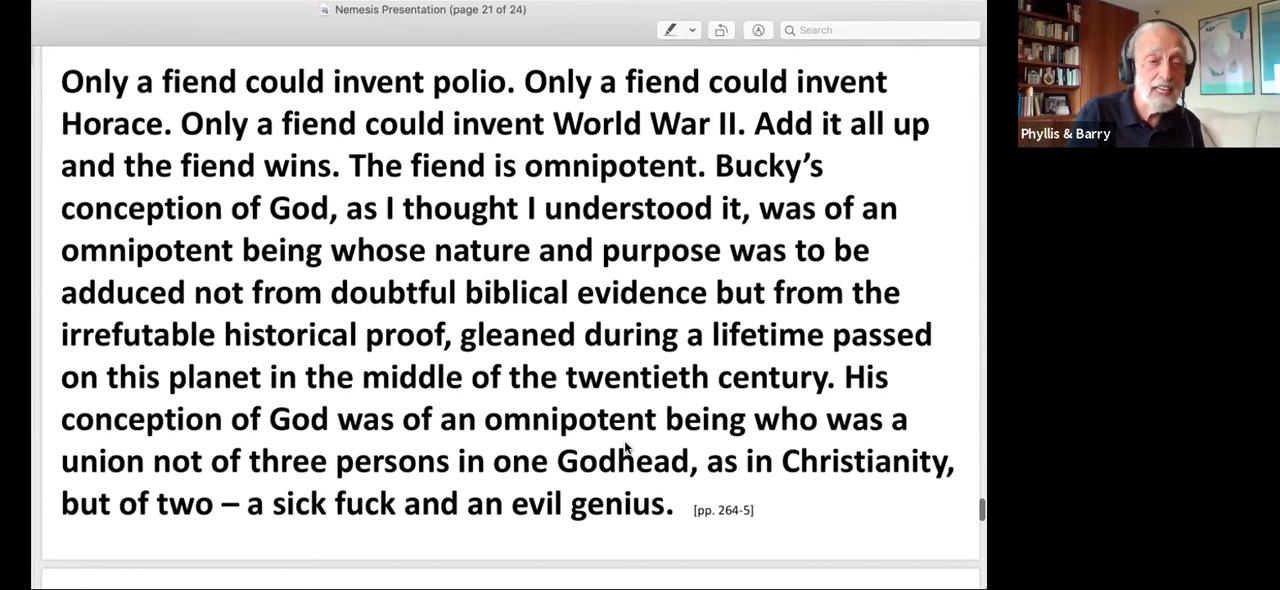 Nemesis Presentation (page 21 of 24)
Search
Only a fiend could invent polio. Only a fiend could invent
Horace. Only a fiend could invent World War II. Add it all up
and the fiend wins. The fiend is omnipotent. Bucky’s
conception of God, as I thought I understood it, was of an
omnipotent being whose nature and purpose was to be
adduced not from doubtful biblical evidence but from the
irrefutable historical proof, gleaned during a lifetime passed
on this planet in the middle of the twentieth century. His
conception of God was of an omnipotent being who was a
union not of three persons in one Godhead, as in Christianity,
but of two – a sick fuck and an evil genius. [pp. 264-5]
Phyllis & Barry